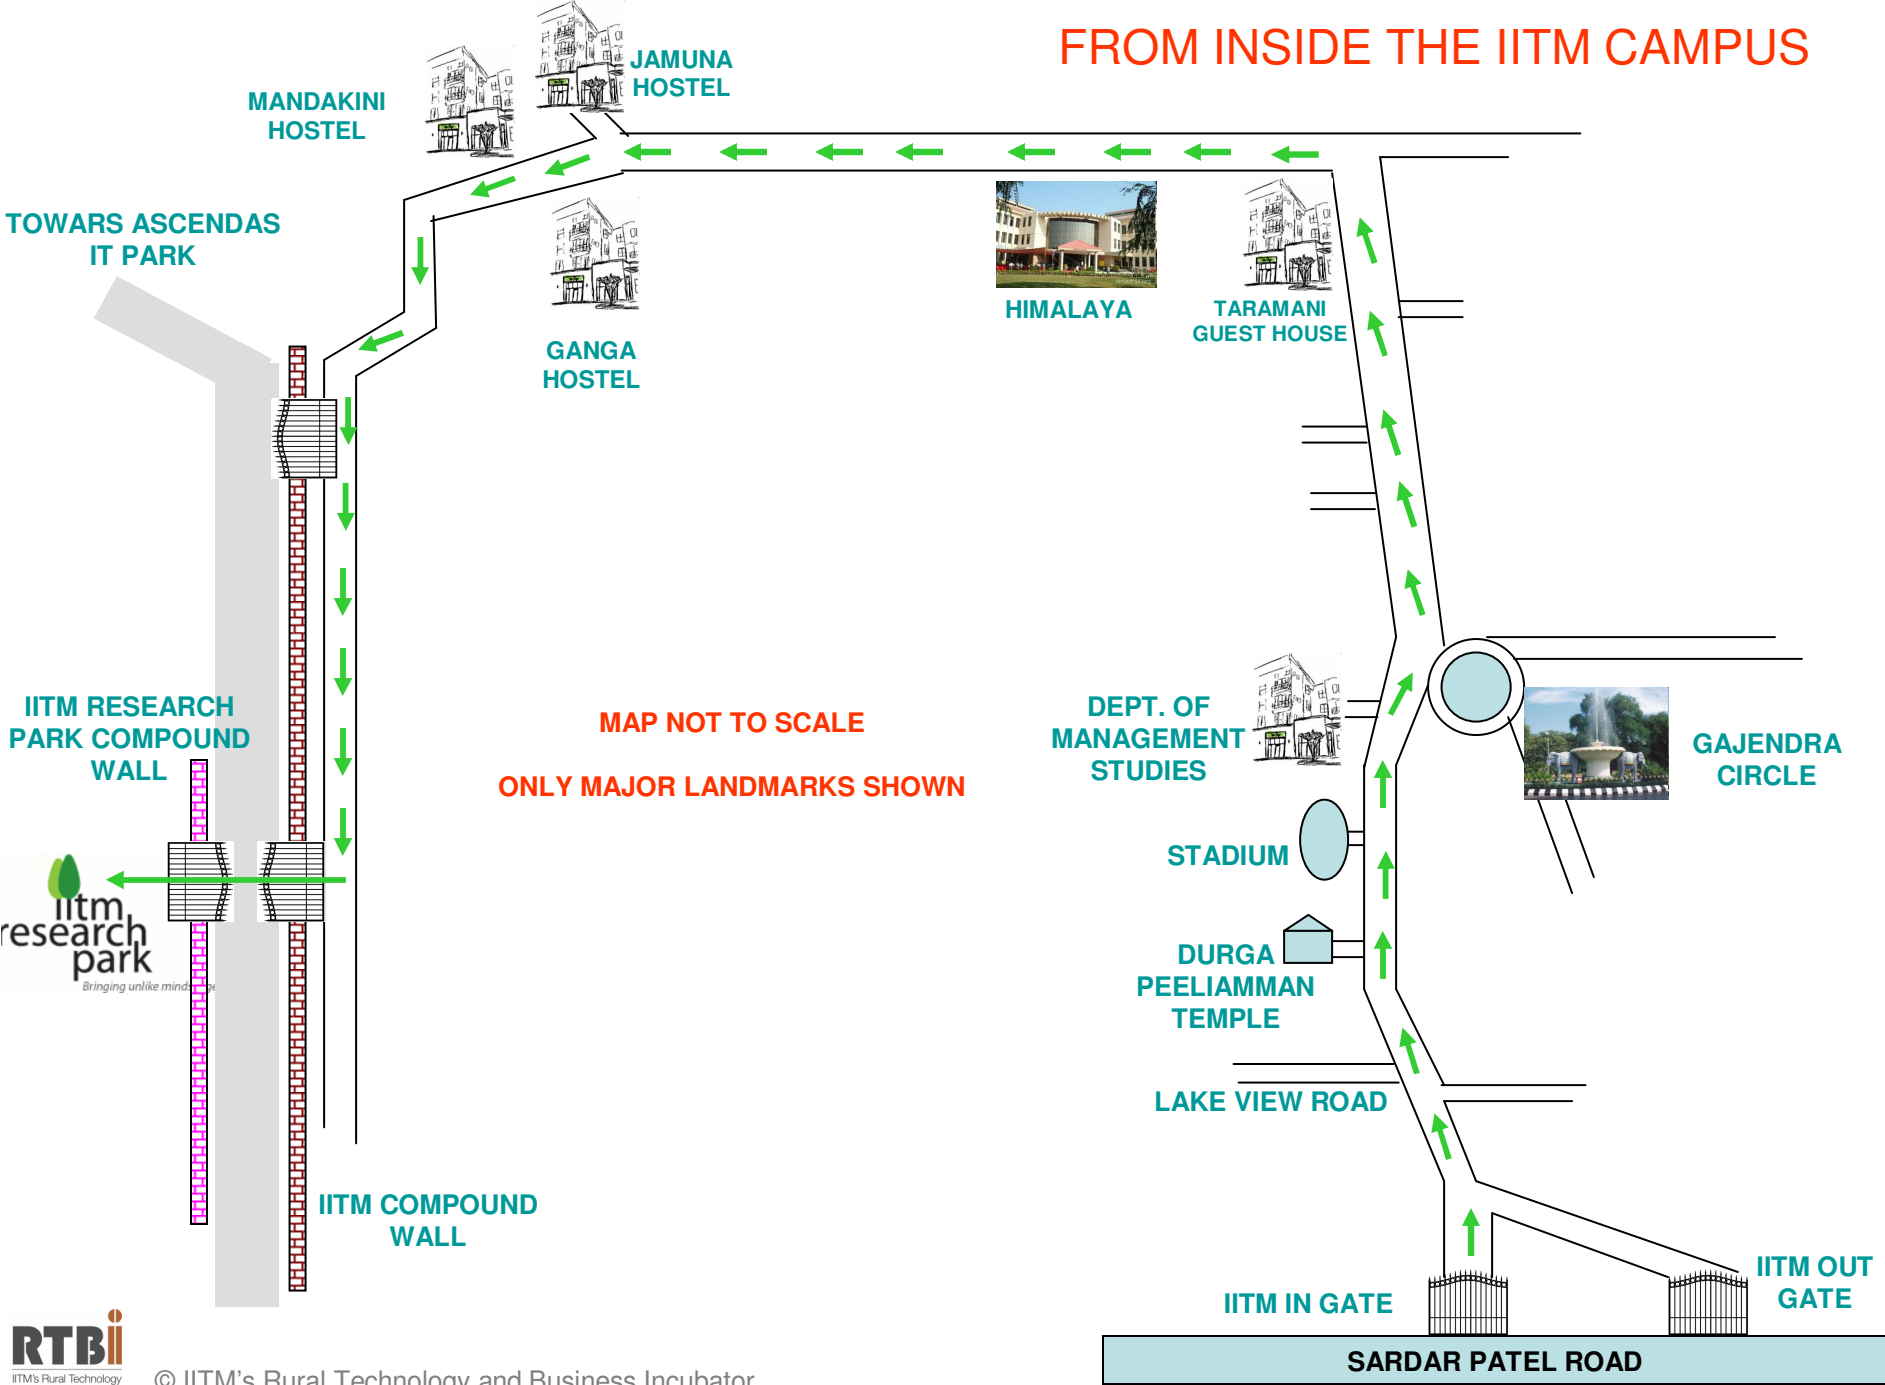 FROM INSIDE THE IITM CAMPUS
JAMUNA
HOSTEL
MANDAKINI
HOSTEL
TOWARS ASCENDAS
IT PARK
HIMALAYA
TARAMANI
GUEST HOUSE
GANGA
HOSTEL
IITM RESEARCH
PARK COMPOUND
WALL
MAP NOT TO SCALE
ONLY MAJOR LANDMARKS SHOWN
DEPT. OF
MANAGEMENT
STUDIES
GAJENDRA
CIRCLE
STADIUM
iitm
research
park
Bringing unlike minds
DURGA
PEELIAMMAN
TEMPLE
LAKE VIEW ROAD
IITM COMPOUND
WALL
IITM IN GATE
IITM OUT
GATE
SARDAR PATEL ROAD
RTBi
IITM's Rural Technology
© IITM's Rural Technology and Business Incubator